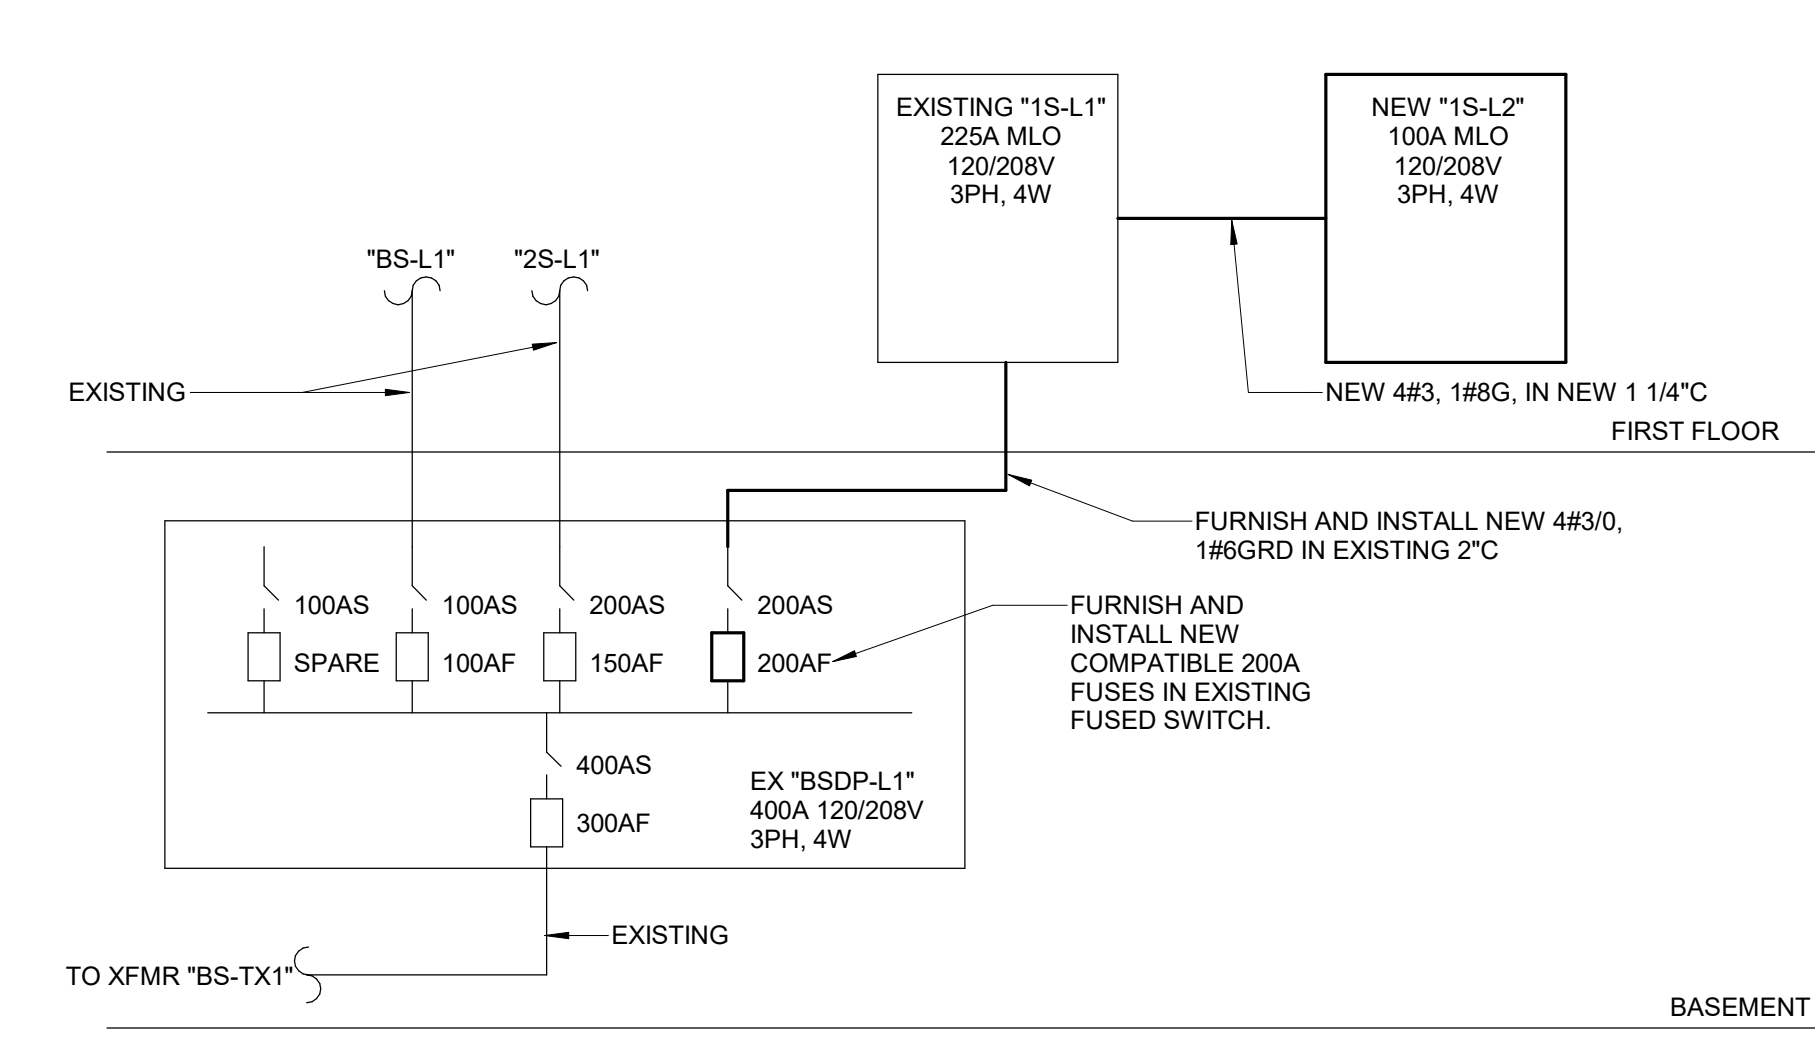 EXISTING "1S-L1"
225A MLO
120/208V
3PH, 4W
NEW "1S-L2"
100A MLO
120/208V
3PH, 4W
"BS-L1"
"2S-L1"
EXISTING
NEW 4#3, 1#8G, IN NEW 1 1/4"C
FIRST FLOOR
FURNISH AND INSTALL NEW 4#3/0,
1#6GRD IN EXISTING 2"C
100AS
SPARE
100AS
100AF
200AS
150AF
200AS
200AF
FURNISH AND
INSTALL NEW
COMPATIBLE 200A
FUSES IN EXISTING
FUSED SWITCH.
400AS
300AF
EX "BSDP-L1"
400A 120/208V
3PH, 4W
EXISTING
TO XFMR "BS-TX1"
BASEMENT